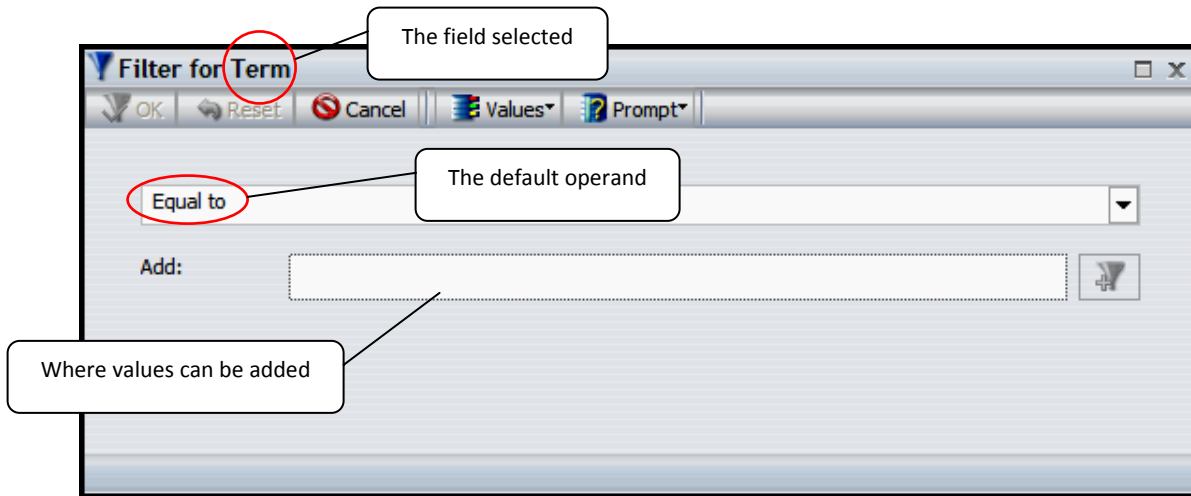 The field selected
Filter for Term
OK Reset Cancel Values Prompt
The default operand
Equal to
Add:
Where values can be added